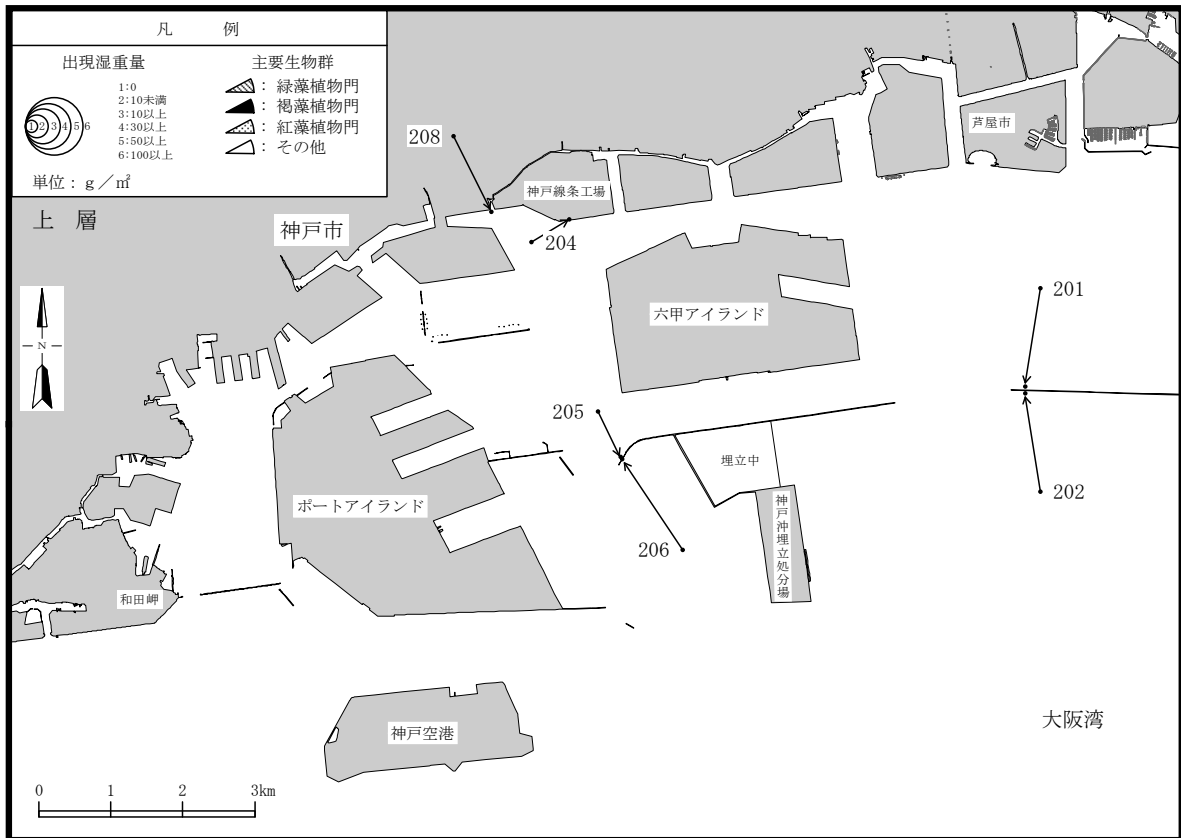 凡　例
出現湿重量
1:0
2:10未満
3:10以上
4:30以上
5:50以上
6:100以上
1 2 3 4 5 6
単位：g／㎡
主要生物群
：緑藻植物門
：褐藻植物門
：紅藻植物門
：その他
上　層
N
神戸市
208
神戸線条工場
204
芦屋市
六甲アイランド
201
205
埋立中
202
ポートアイランド
神戸沖埋立処分場
206
和田岬
神戸空港
大阪湾
0 1 2 3km